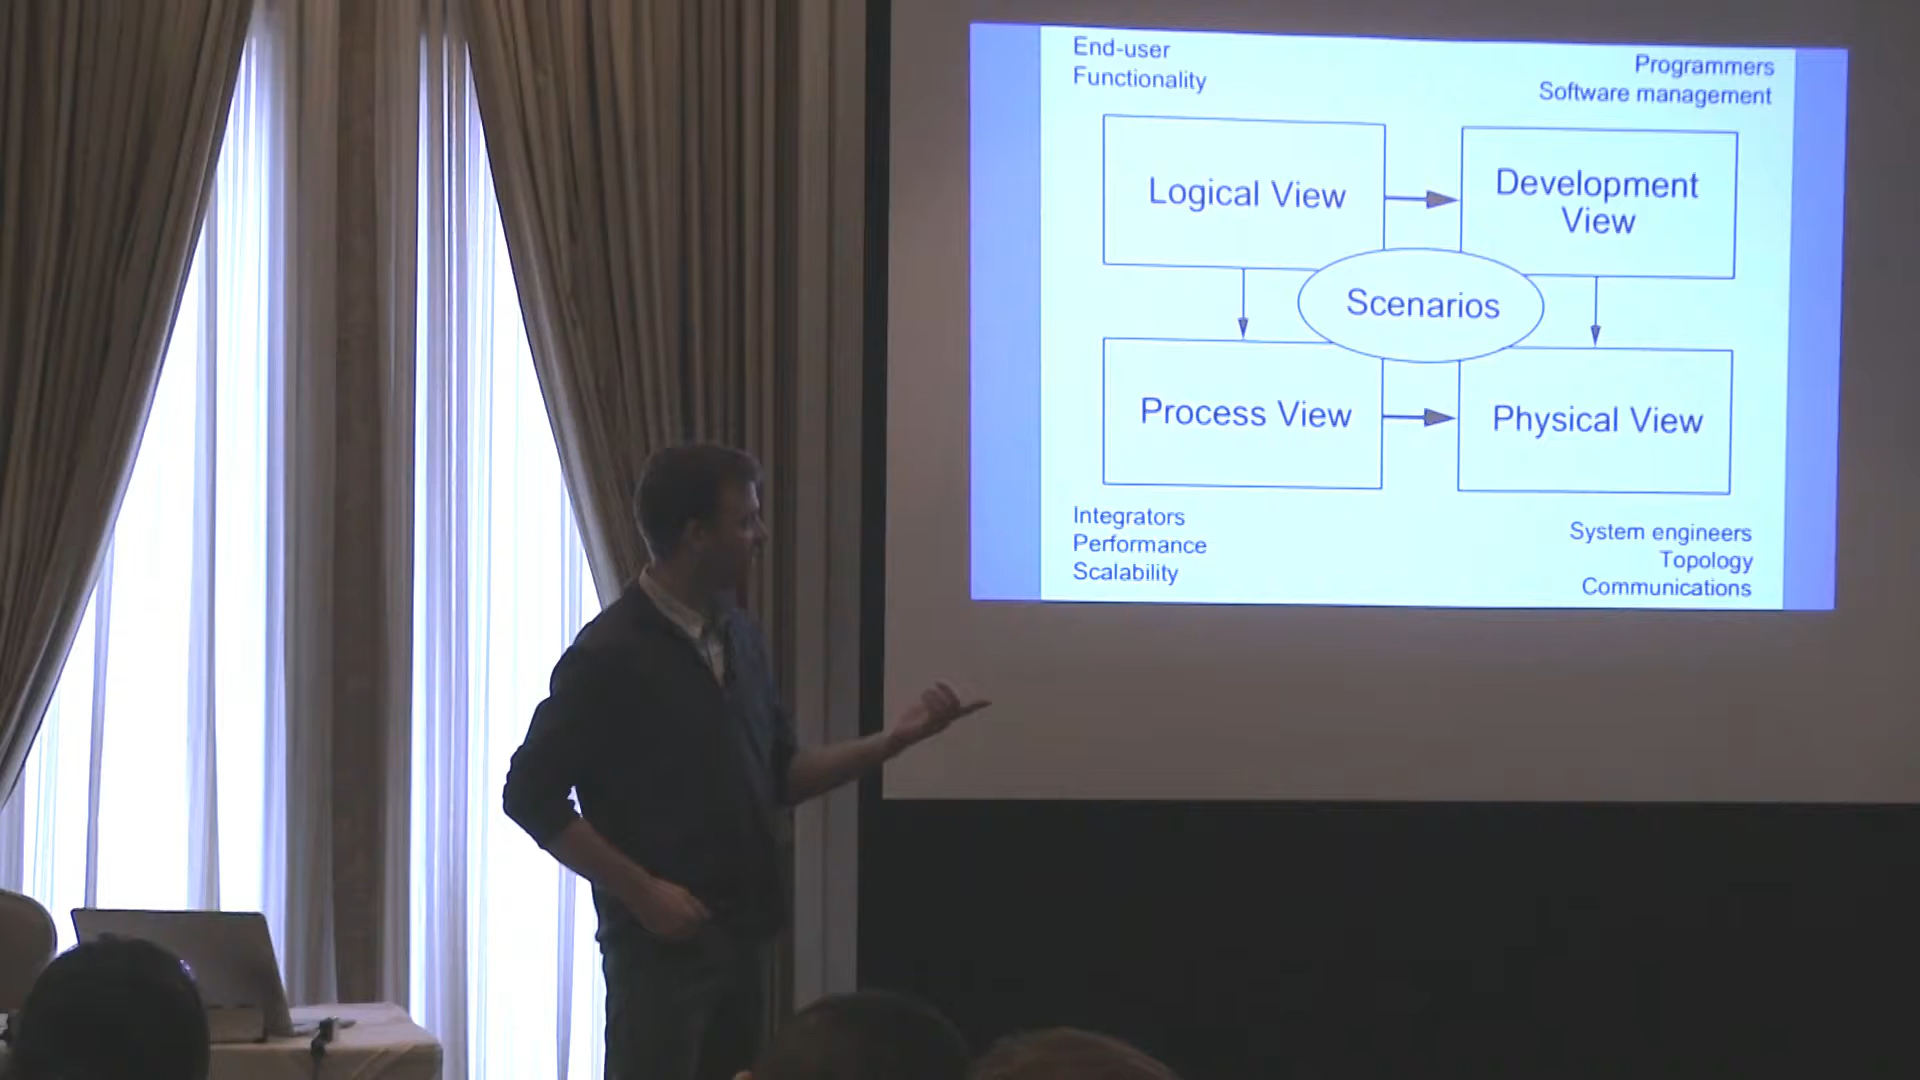 End-user
Functionality
Programmers
Software management
Logical View
Development
View
Scenarios
Process View
Physical View
Integrators
Performance
Scalability
System engineers
Topology
Communications